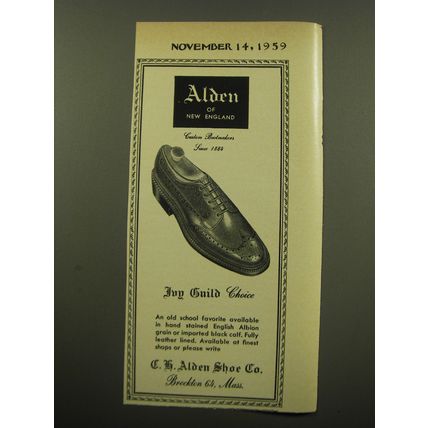 NOVEMBER 14, 1959
Alden
OF
NEW ENGLAND
Custom Bootmakers
Since 1884
Ivy Guild Choice
An old school favorite available
in hand stained English Albion
grain or imported black calf. Fully
leather lined. Available at finest
shops or please write
C. H. Alden Shoe Co.
Brockton 64, Mass.